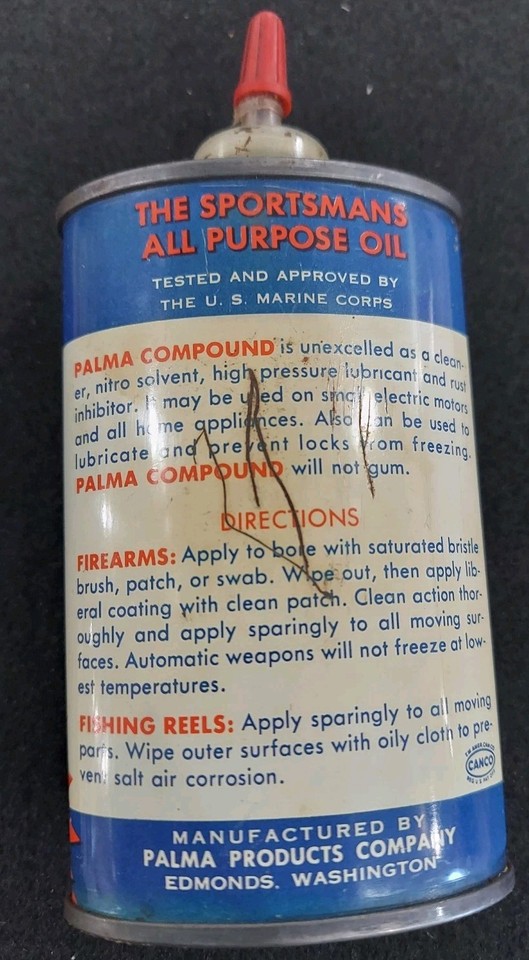 THE SPORTSMANS
ALL PURPOSE OIL
TESTED AND APPROVED BY
THE U. S. MARINE CORPS
PALMA COMPOUND is unexcelled as a clean-
er, nitro solvent, high pressure lubricant and rust
inhibitor. It may be used on small electric motors
and all home appliances. Also can be used to
lubricate and prevent locks from freezing.
PALMA COMPOUND will not gum.
DIRECTIONS
FIREARMS: Apply to bore with saturated bristle
brush, patch, or swab. Wipe out, then apply lib-
eral coating with clean patch. Clean action thor-
oughly and apply sparingly to all moving sur-
faces. Automatic weapons will not freeze at low-
est temperatures.
FISHING REELS: Apply sparingly to all moving
parts. Wipe outer surfaces with oily cloth to pre-
vent salt air corrosion.
CANCO
MANUFACTURED BY
PALMA PRODUCTS COMPANY
EDMONDS, WASHINGTON